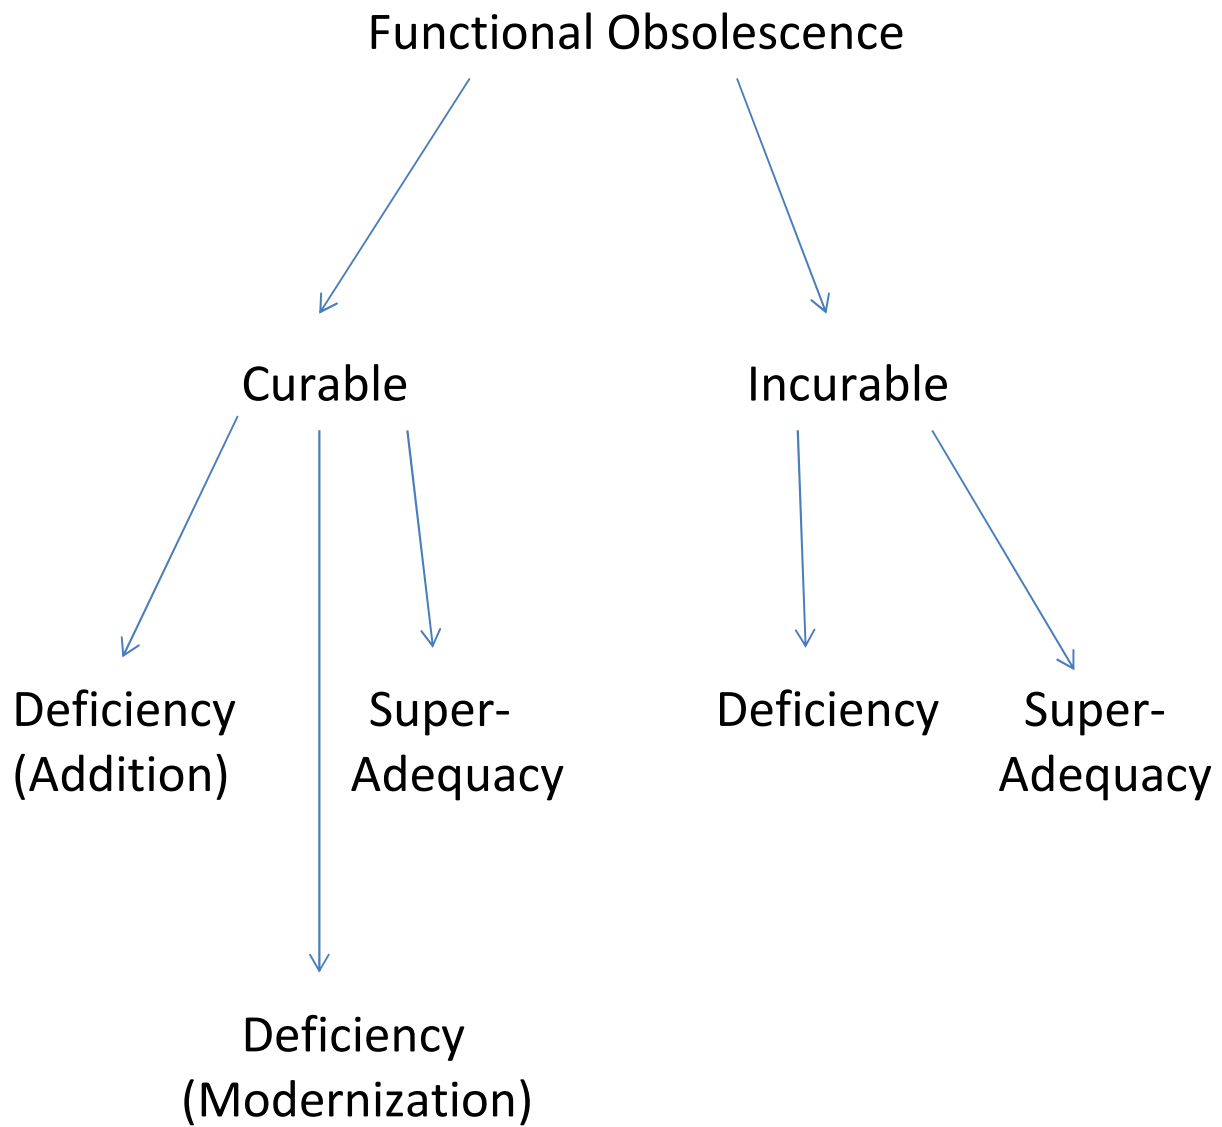 Functional Obsolescence
Curable
Incurable
Deficiency
(Addition)
Super-
Adequacy
Deficiency
Super-
Adequacy
Deficiency
(Modernization)